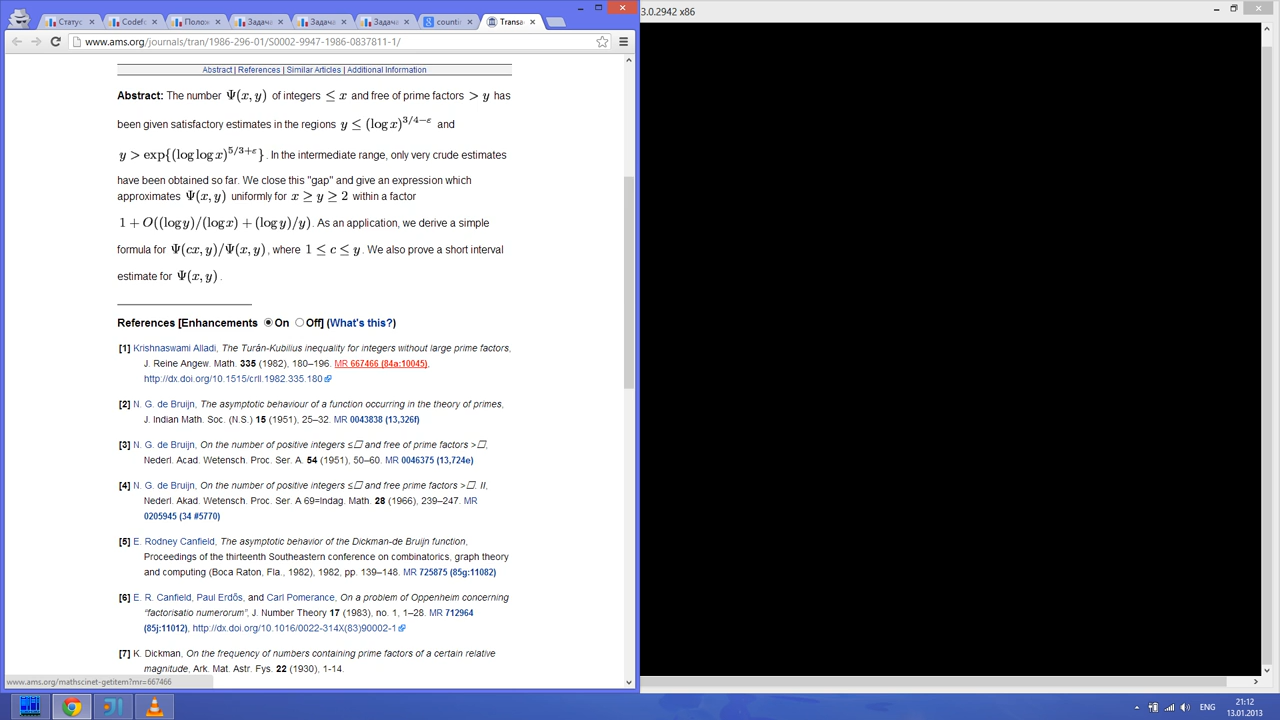 Статус
Codef
Полож
Задача
Задача
Задача
countin
Transa
3.0.2942 x86
www.ams.org/journals/tran/1986-296-01/S0002-9947-1986-0837811-1/
Abstract | References | Similar Articles | Additional Information
Abstract: The number Ψ(x, y) of integers ≤ x and free of prime factors > y has
been given satisfactory estimates in the regions y ≤ (log x)^{3/4−ε} and
y > exp{(log log x)^{5/3+ε}}. In the intermediate range, only very crude estimates
have been obtained so far. We close this "gap" and give an expression which
approximates Ψ(x, y) uniformly for x ≥ y ≥ 2 within a factor
1 + O((log y)/(log x) + (log y)/y). As an application, we derive a simple
formula for Ψ(cx, y)/Ψ(x, y), where 1 ≤ c ≤ y. We also prove a short interval
estimate for Ψ(x, y).
References [Enhancements On Off] (What's this?)
[1] Krishnaswami Alladi, The Turán-Kubilius inequality for integers without large prime factors,
J. Reine Angew. Math. 335 (1982), 180–196. MR 667466 (84a:10045),
http://dx.doi.org/10.1515/crll.1982.335.180
[2] N. G. de Bruijn, The asymptotic behaviour of a function occurring in the theory of primes,
J. Indian Math. Soc. (N.S.) 15 (1951), 25–32. MR 0043838 (13,326f)
[3] N. G. de Bruijn, On the number of positive integers ≤□ and free of prime factors >□,
Nederl. Acad. Wetensch. Proc. Ser. A. 54 (1951), 50–60. MR 0046375 (13,724e)
[4] N. G. de Bruijn, On the number of positive integers ≤□ and free prime factors >□. II,
Nederl. Akad. Wetensch. Proc. Ser. A 69=Indag. Math. 28 (1966), 239–247. MR
0205945 (34 #5770)
[5] E. Rodney Canfield, The asymptotic behavior of the Dickman-de Bruijn function,
Proceedings of the thirteenth Southeastern conference on combinatorics, graph theory
and computing (Boca Raton, Fla., 1982), 1982, pp. 139–148. MR 725875 (85g:11082)
[6] E. R. Canfield, Paul Erdős, and Carl Pomerance, On a problem of Oppenheim concerning
“factorisatio numerorum”, J. Number Theory 17 (1983), no. 1, 1–28. MR 712964
(85j:11012), http://dx.doi.org/10.1016/0022-314X(83)90002-1
[7] K. Dickman, On the frequency of numbers containing prime factors of a certain relative
magnitude, Ark. Mat. Astr. Fys. 22 (1930), 1-14.
www.ams.org/mathscinet-getitem?mr=667466
ENG
21:12
13.01.2013